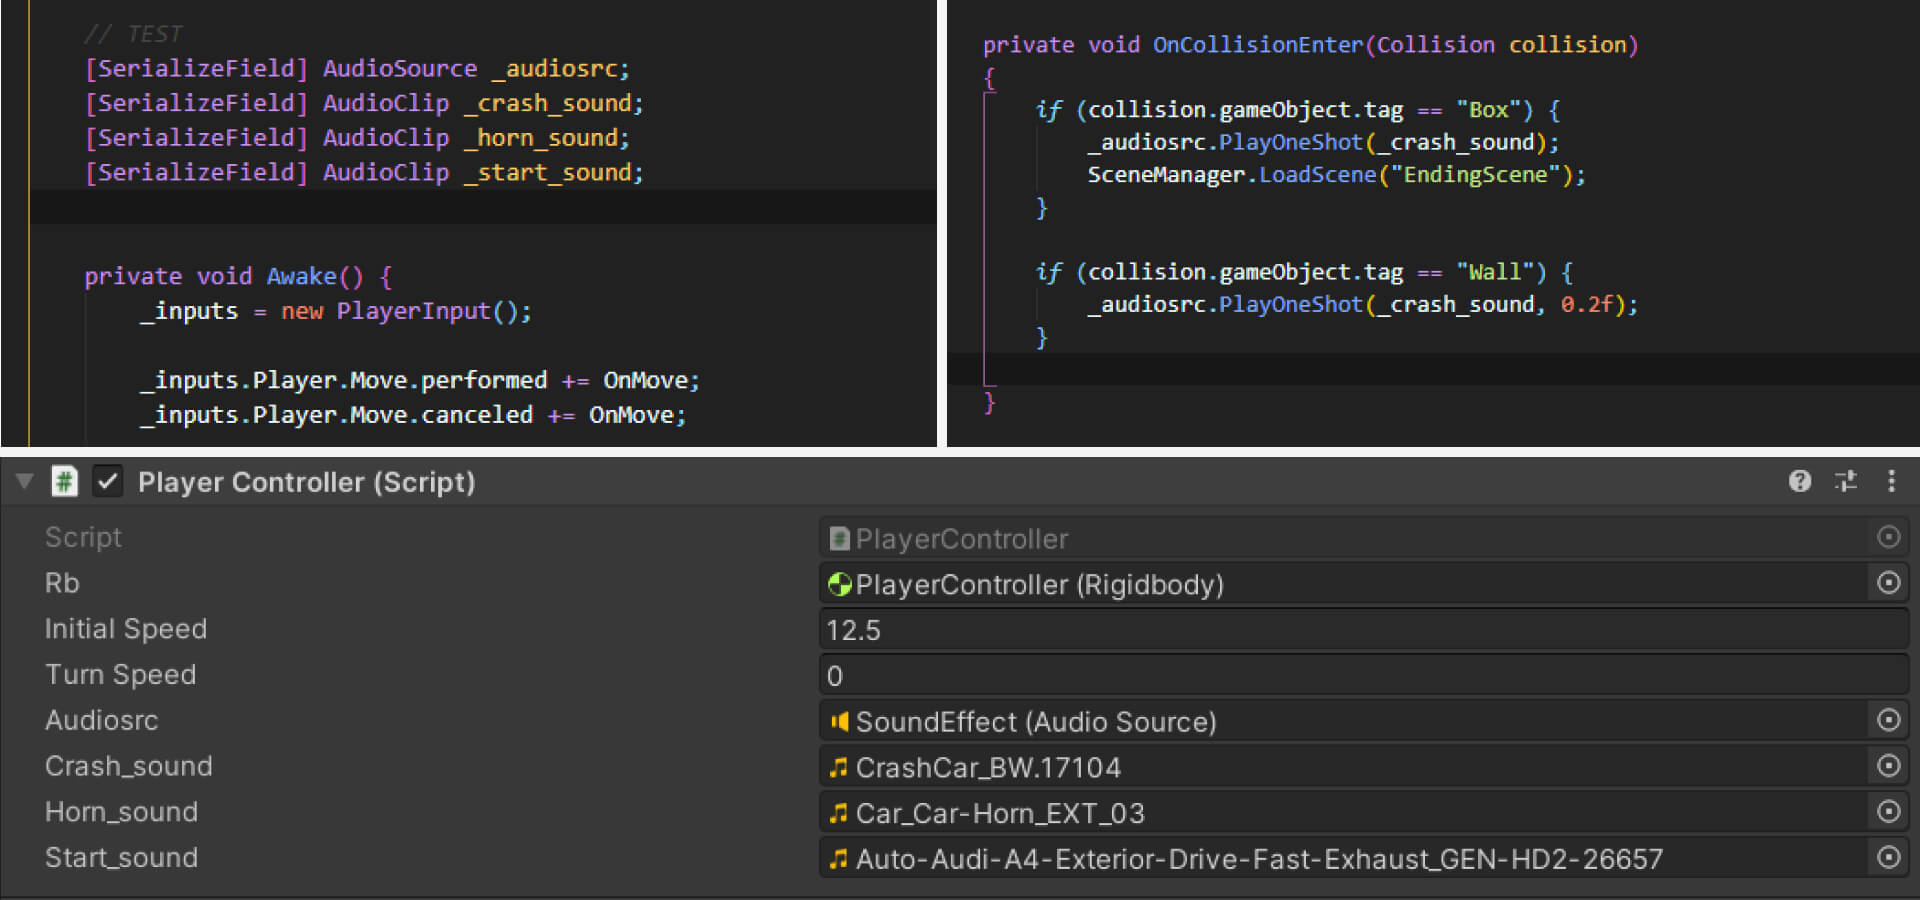 // TEST
[SerializeField] AudioSource _audiosrc;
[SerializeField] AudioClip _crash_sound;
[SerializeField] AudioClip _horn_sound;
[SerializeField] AudioClip _start_sound;
private void Awake() {
_inputs = new PlayerInput();
_inputs.Player.Move.performed += OnMove;
_inputs.Player.Move.canceled += OnMove;
private void OnCollisionEnter(Collision collision)
{
if (collision.gameObject.tag == "Box") {
_audiosrc.PlayOneShot(_crash_sound);
SceneManager.LoadScene("EndingScene");
}
if (collision.gameObject.tag == "Wall") {
_audiosrc.PlayOneShot(_crash_sound, 0.2f);
}
}
Player Controller (Script)
Script PlayerController
Rb PlayerController (Rigidbody)
Initial Speed 12.5
Turn Speed 0
Audiosrc SoundEffect (Audio Source)
Crash_sound CrashCar_BW.17104
Horn_sound Car_Car-Horn_EXT_03
Start_sound Auto-Audi-A4-Exterior-Drive-Fast-Exhaust_GEN-HD2-26657